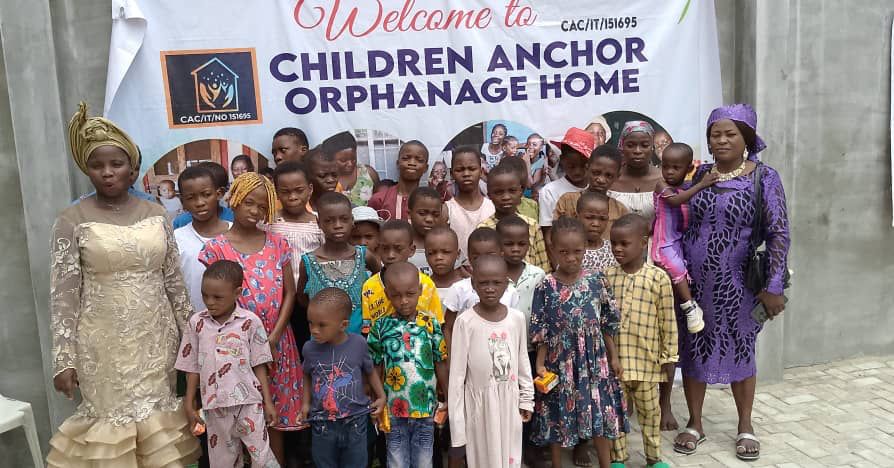 Welcome to
CAC/IT/151695
CHILDREN ANCHOR
ORPHANAGE HOME
CAC/IT/NO 151695